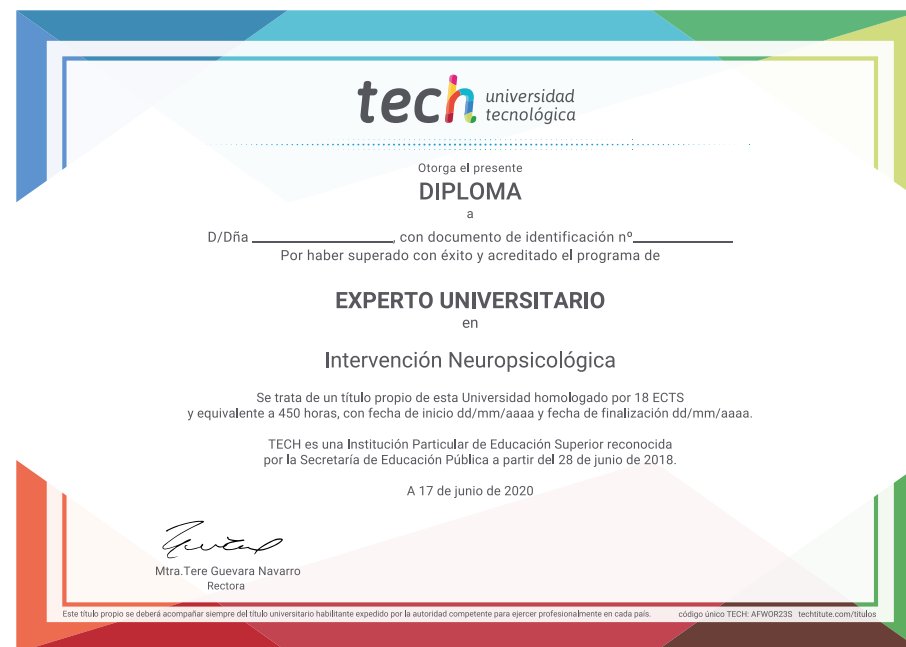 tech universidad
tecnológica
Otorga el presente
DIPLOMA
a
D/Dña ____________________, con documento de identificación nº______________
Por haber superado con éxito y acreditado el programa de
EXPERTO UNIVERSITARIO
en
Intervención Neuropsicológica
Se trata de un título propio de esta Universidad homologado por 18 ECTS
y equivalente a 450 horas, con fecha de inicio dd/mm/aaaa y fecha de finalización dd/mm/aaaa.
TECH es una Institución Particular de Educación Superior reconocida
por la Secretaría de Educación Pública a partir del 28 de junio de 2018.
A 17 de junio de 2020
Mtra.Tere Guevara Navarro
Rectora
Este título propio se deberá acompañar siempre del título universitario habilitante expedido por la autoridad competente para ejercer profesionalmente en cada país. código único TECH: AFWOR23S techtitute.com/titulos